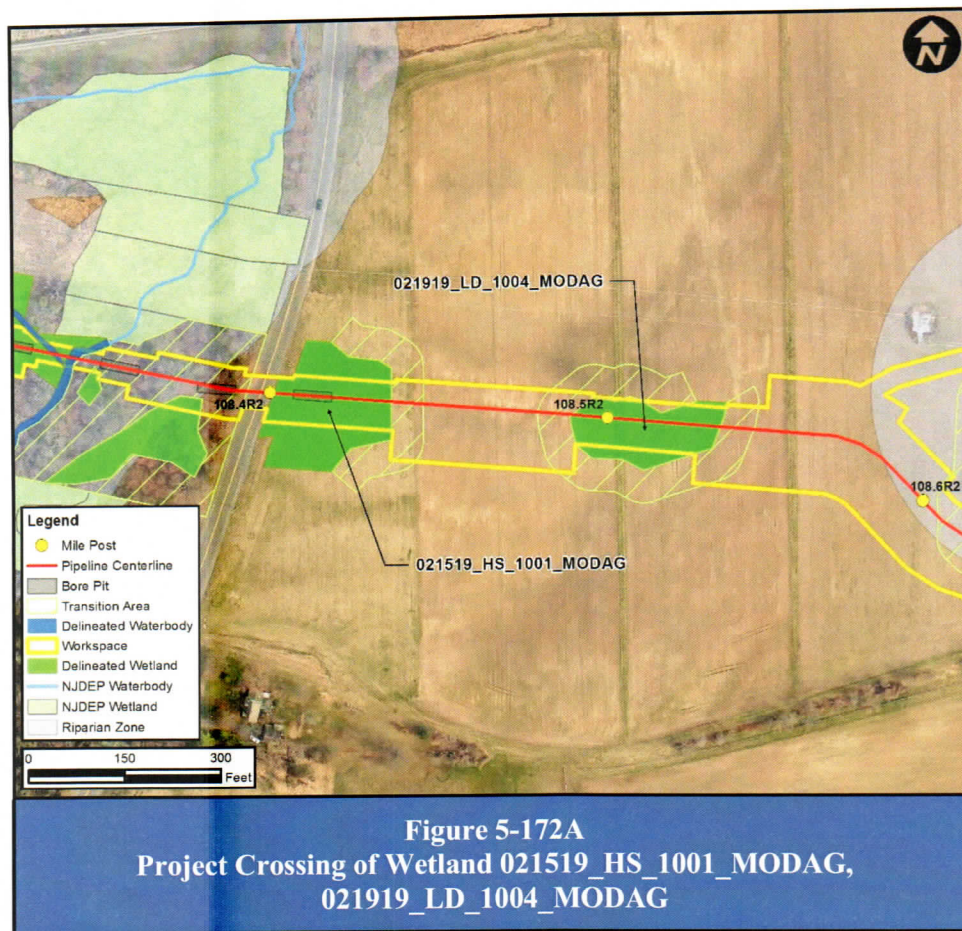 N
021919_LD_1004_MODAG
108.4R2
108.5R2
108.6R2
021519_HS_1001_MODAG
Legend
Mile Post
Pipeline Centerline
Bore Pit
Transition Area
Delineated Waterbody
Workspace
Delineated Wetland
NJDEP Waterbody
NJDEP Wetland
Riparian Zone
0 150 300
Feet
Figure 5-172A
Project Crossing of Wetland 021519_HS_1001_MODAG,
021919_LD_1004_MODAG